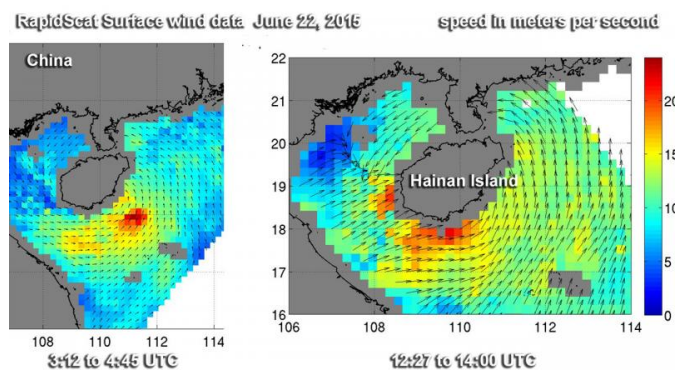 RapidScat Surface wind data June 22, 2015 speed in meters per second
China
Hainan Island
22
21
20
19
18
17
16
108 110 112 114
106 108 110 112 114
20
15
10
5
0
3:12 to 4:45 UTC
12:27 to 14:00 UTC